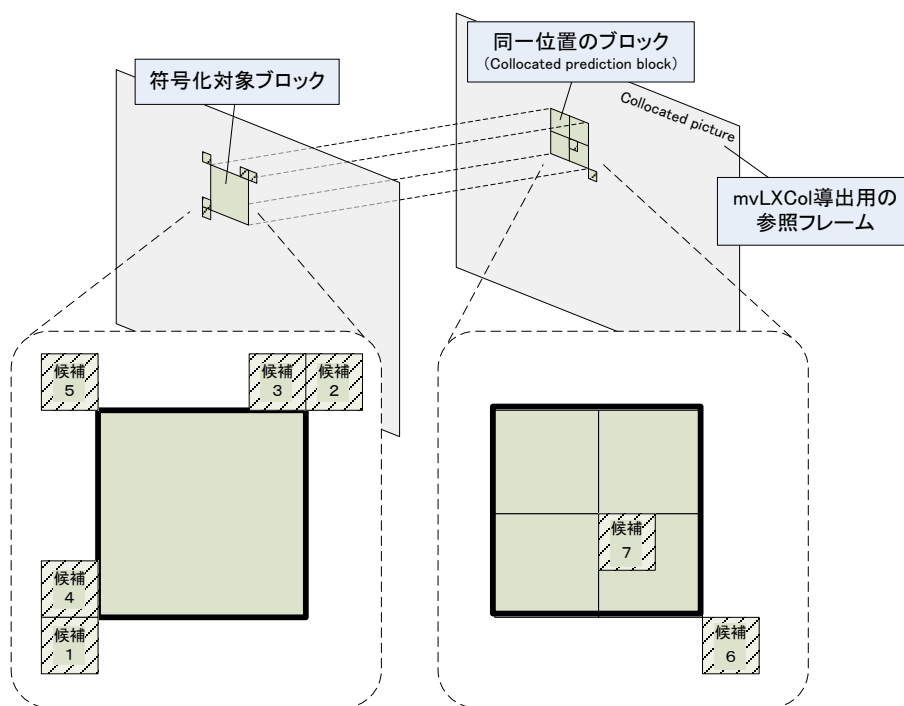 符号化対象ブロック
同一位置のブロック
（Collocated prediction block）
Collocated picture
mvLXCol導出用の
参照フレーム
候補
5
候補
3
候補
2
候補
4
候補
1
候補
7
候補
6